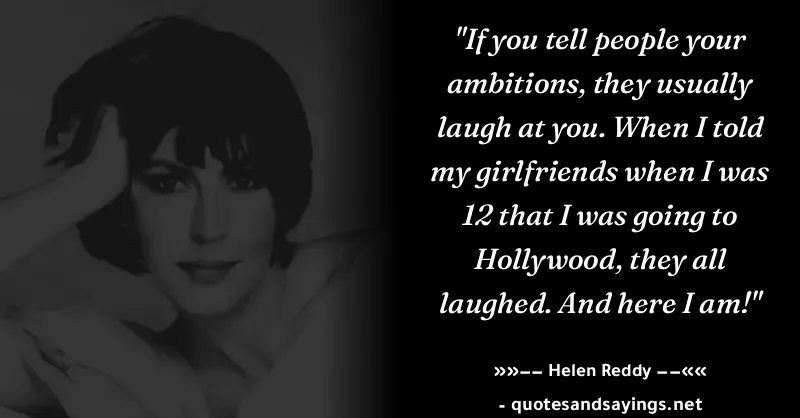 "If you tell people your
ambitions, they usually
laugh at you. When I told
my girlfriends when I was
12 that I was going to
Hollywood, they all
laughed. And here I am!"
»»–– Helen Reddy ––««
- quotesandsayings.net